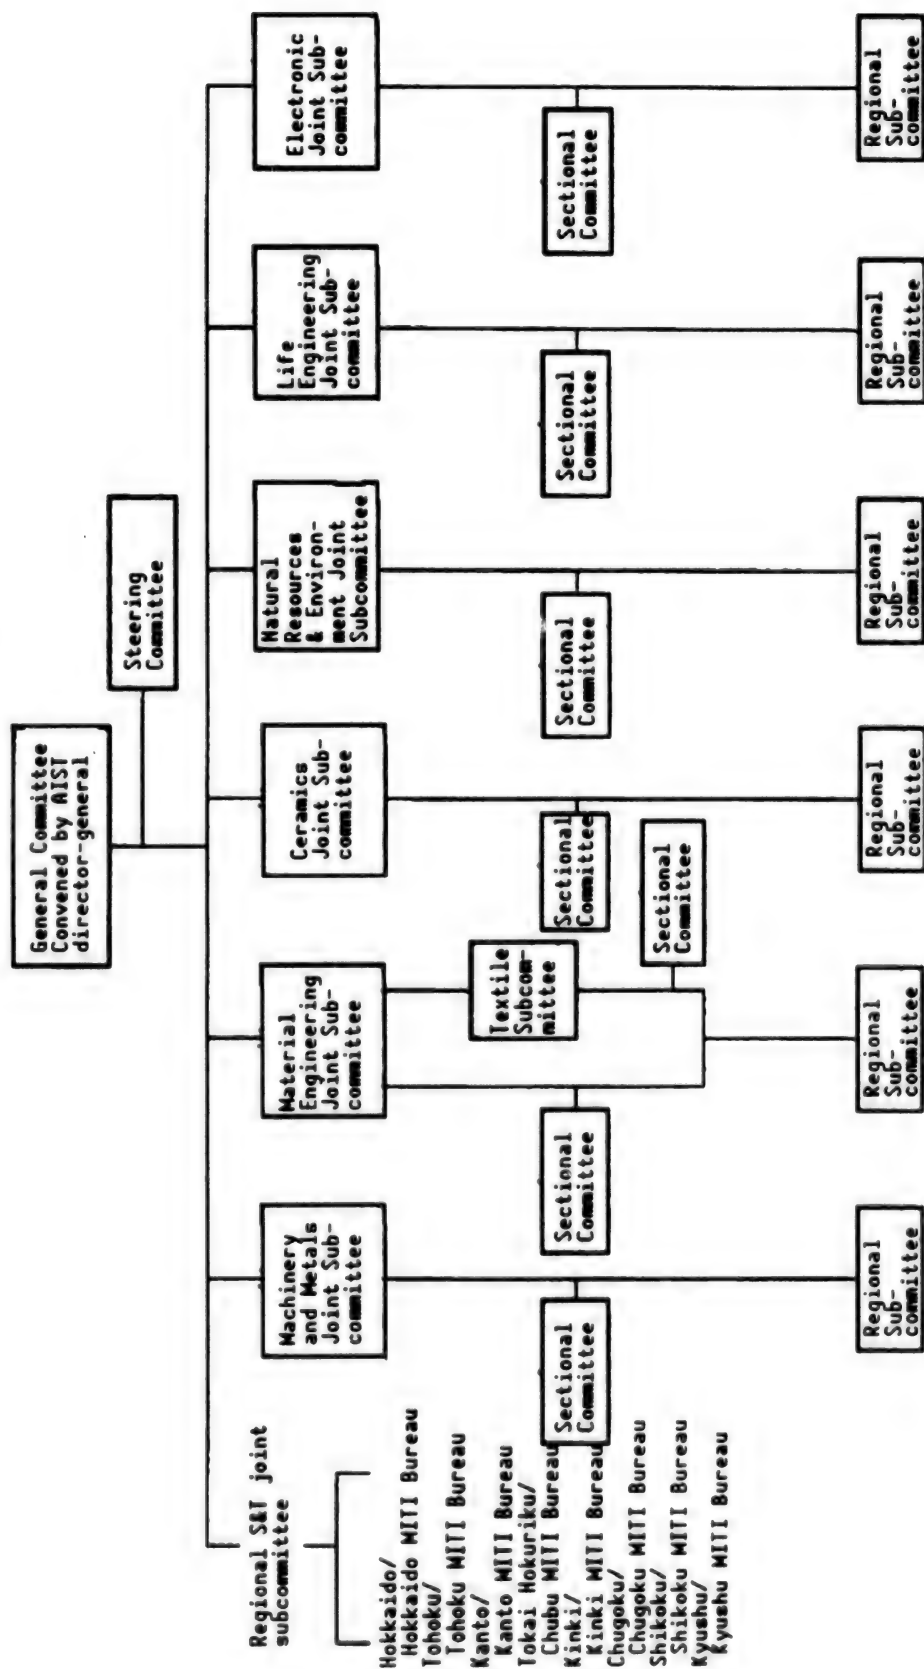 General Committee
Convened by AIST
director-general
Steering
Committee
Regional S&T joint
subcommittee
Machinery
and Metals
Joint Sub-
committee
Material
Engineering
Joint Sub-
committee
Ceramics
Joint Sub-
committee
Natural
Resources
& Environ-
ment Joint
Subcommittee
Life
Engineering
Joint Sub-
committee
Electronic
Joint Sub-
committee
Hokkaido/
Hokkaido MITI Bureau
Tohoku/
Tohoku MITI Bureau
Kanto/
Kanto MITI Bureau
Tokai Hokuriku/
Chubu MITI Bureau
Kinki/
Kinki MITI Bureau
Chugoku/
Chugoku MITI Bureau
Shikoku/
Shikoku MITI Bureau
Kyushu/
Kyushu MITI Bureau
Textile
Subcom-
mittee
Sectional
Committee
Sectional
Committee
Sectional
Committee
Sectional
Committee
Sectional
Committee
Sectional
Committee
Sectional
Committee
Regional
Sub-
committee
Regional
Sub-
committee
Regional
Sub-
committee
Regional
Sub-
committee
Regional
Sub-
committee
Regional
Sub-
committee